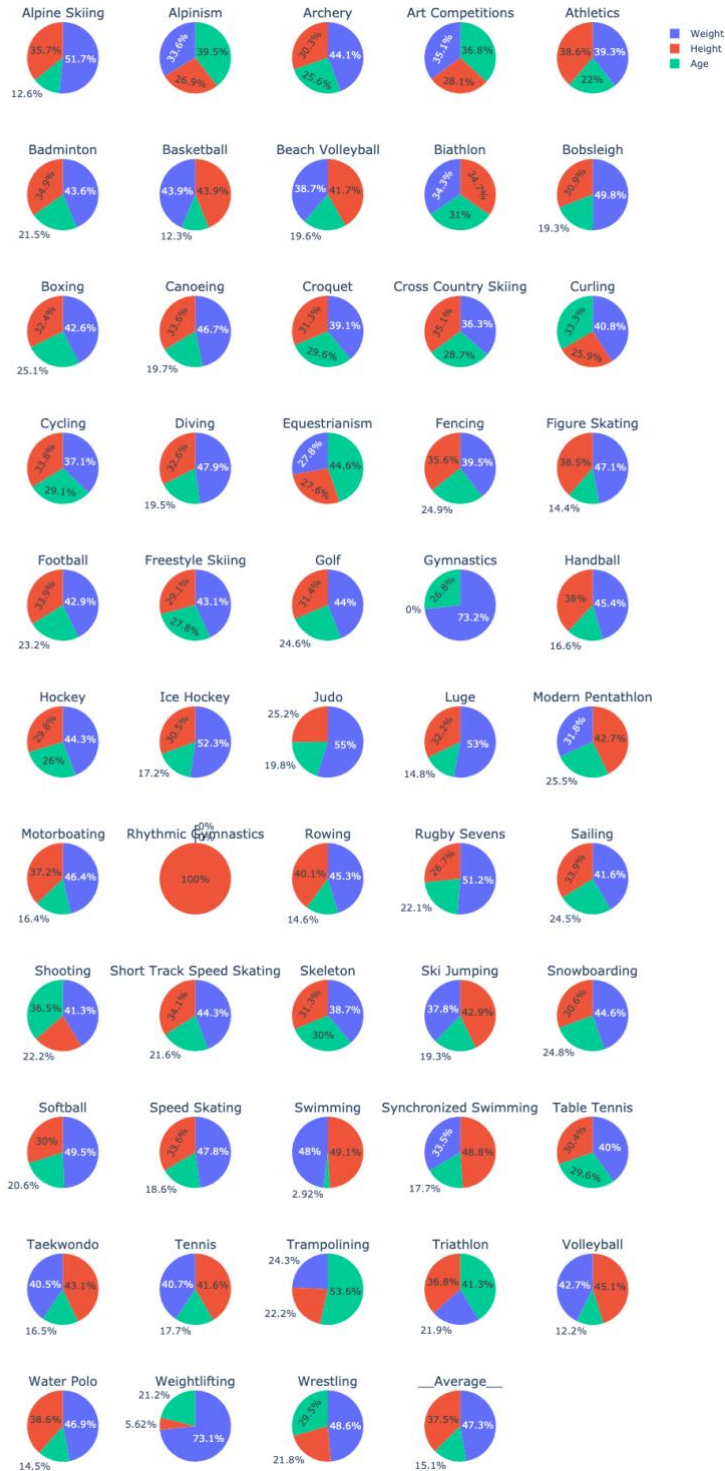 Alpine Skiing
Alpinism
Archery
Art Competitions
Athletics
Weight
Height
Age
35.7%
51.7%
12.6%
33.6%
39.5%
26.9%
30.3%
44.1%
25.6%
35.1%
36.8%
28.1%
38.6%
39.3%
22%
Badminton
Basketball
Beach Volleyball
Biathlon
Bobsleigh
34.9%
43.6%
21.5%
43.9%
43.9%
12.3%
38.7%
41.7%
19.6%
34.3%
34.7%
31%
30.9%
49.8%
19.3%
Boxing
Canoeing
Croquet
Cross Country Skiing
Curling
32.4%
42.6%
25.1%
33.6%
46.7%
19.7%
31.3%
39.1%
29.6%
35.1%
36.3%
28.7%
33.3%
40.8%
25.9%
Cycling
Diving
Equestrianism
Fencing
Figure Skating
33.8%
37.1%
29.1%
32.6%
47.9%
19.5%
27.8%
44.6%
27.6%
35.6%
39.5%
24.9%
38.5%
47.1%
14.4%
Football
Freestyle Skiing
Golf
Gymnastics
Handball
33.9%
42.9%
23.2%
29.1%
43.1%
27.8%
31.4%
44%
24.6%
26.8%
0%
73.2%
38%
45.4%
16.6%
Hockey
Ice Hockey
Judo
Luge
Modern Pentathlon
29.8%
44.3%
26%
30.5%
52.3%
17.2%
25.2%
55%
19.8%
32.2%
53%
14.8%
31.8%
42.7%
25.5%
Motorboating
Rhythmic Gymnastics
Rowing
Rugby Sevens
Sailing
37.2%
46.4%
16.4%
0%
0%
100%
40.1%
45.3%
14.6%
26.7%
51.2%
22.1%
33.9%
41.6%
24.5%
Shooting
Short Track Speed Skating
Skeleton
Ski Jumping
Snowboarding
36.5%
41.3%
22.2%
34.1%
44.3%
21.6%
31.3%
38.7%
30%
37.8%
42.9%
19.3%
30.6%
44.6%
24.8%
Softball
Speed Skating
Swimming
Synchronized Swimming
Table Tennis
30%
49.5%
20.6%
33.6%
47.8%
18.6%
48%
49.1%
2.92%
33.5%
48.8%
17.7%
30.4%
40%
29.6%
Taekwondo
Tennis
Trampolining
Triathlon
Volleyball
40.5%
43.1%
16.5%
40.7%
41.6%
17.7%
24.3%
53.6%
22.2%
36.8%
41.3%
21.9%
42.7%
45.1%
12.2%
Water Polo
Weightlifting
Wrestling
__Average__
38.6%
46.9%
14.5%
21.2%
5.62%
73.1%
29.5%
48.6%
21.8%
37.5%
47.3%
15.1%